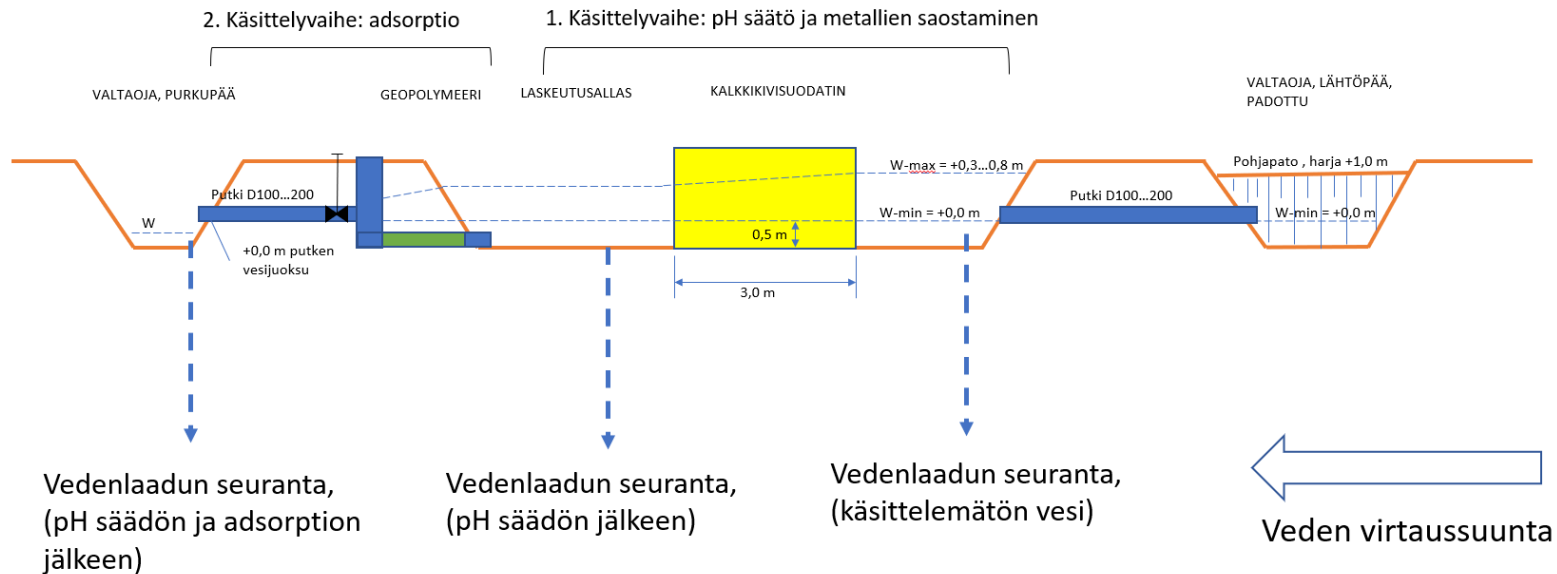 2. Käsittelyvaihe: adsorptio
1. Käsittelyvaihe: pH säätö ja metallien saostaminen
VALTAOJA, PURKUPÄÄ
GEOPOLYMEERI
LASKEUTUSALLAS
KALKKIKIVISUODATIN
VALTAOJA, LÄHTÖPÄÄ,
PADOTTU
W-max = +0,3...0,8 m
Pohjapato , harja +1,0 m
Putki D100...200
Putki D100...200
W
W-min = +0,0 m
W-min = +0,0 m
0,5 m
+0,0 m putken
vesijuoksu
3,0 m
Vedenlaadun seuranta,
(pH säädön ja adsorption
jälkeen)
Vedenlaadun seuranta,
(pH säädön jälkeen)
Vedenlaadun seuranta,
(käsittelemätön vesi)
Veden virtaussuunta